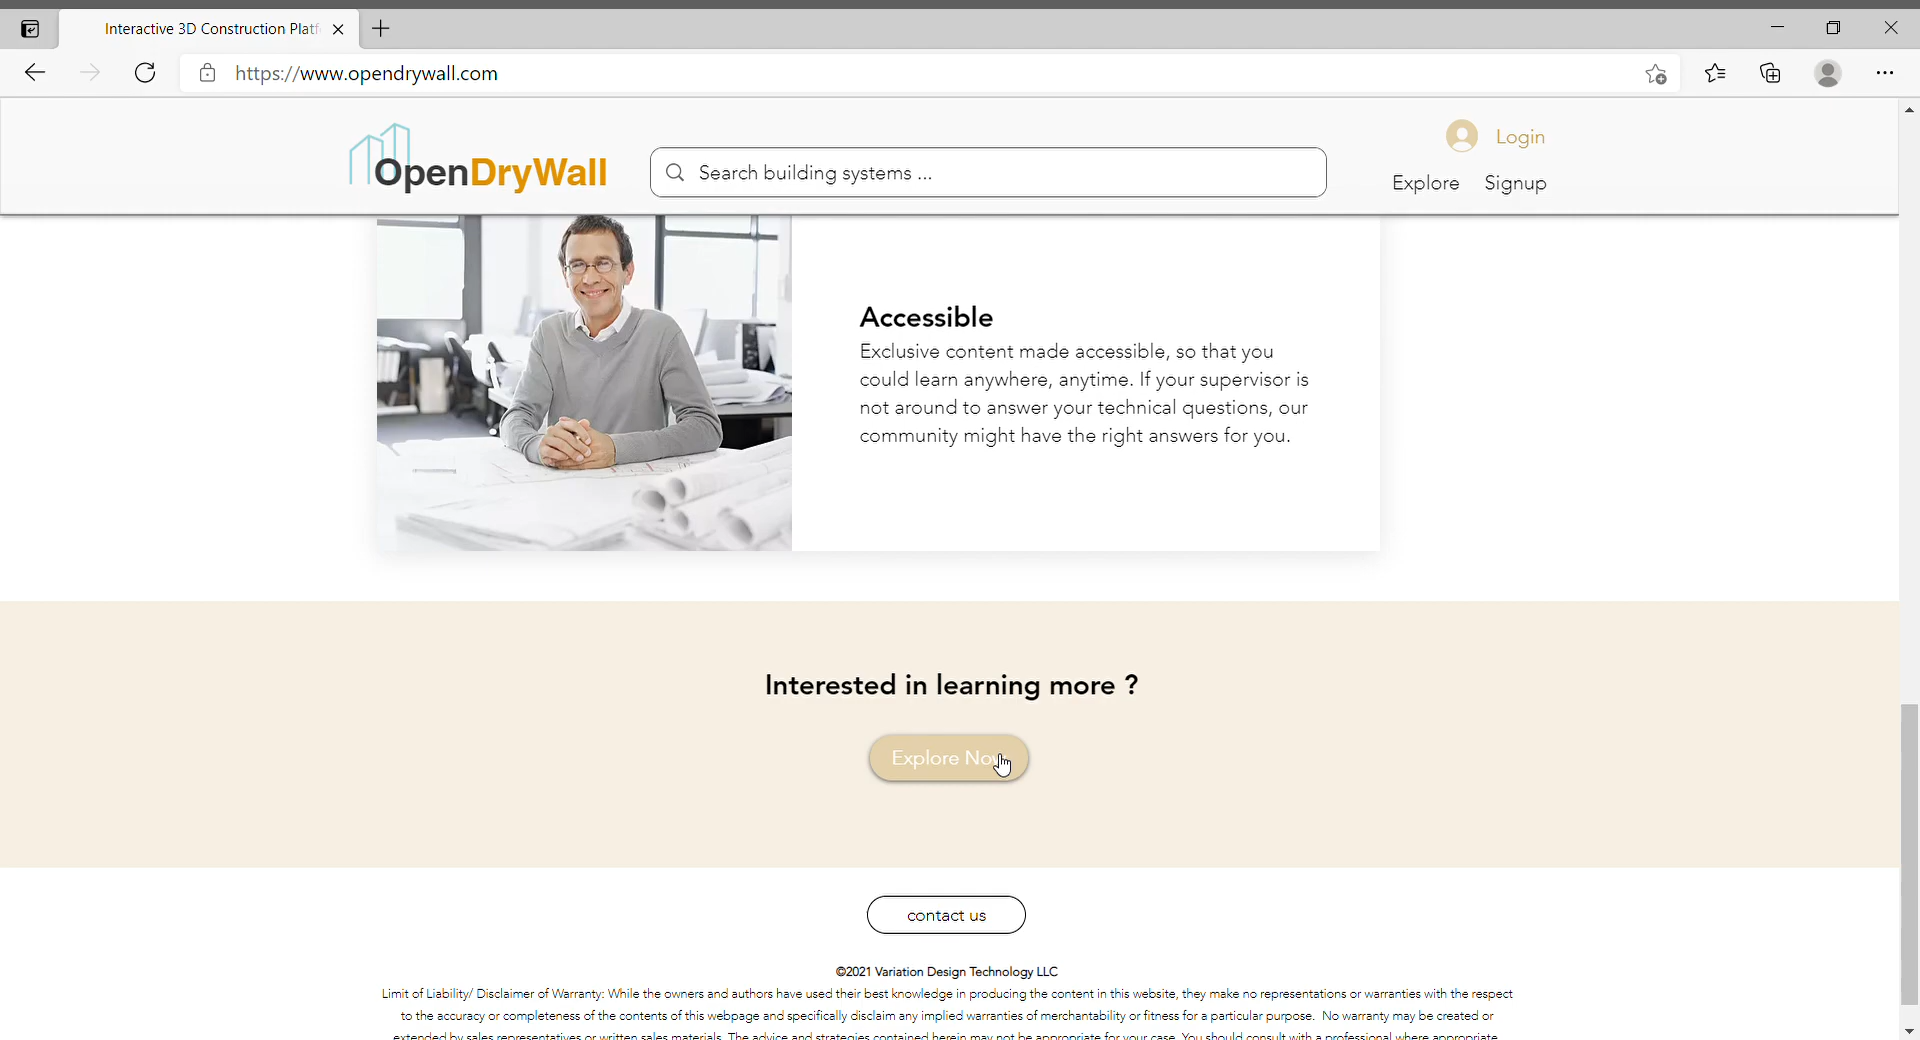 Interactive 3D Construction Platf
https://www.opendrywall.com
OpenDryWall
Search building systems ...
Login
Explore
Signup
Accessible
Exclusive content made accessible, so that you
could learn anywhere, anytime. If your supervisor is
not around to answer your technical questions, our
community might have the right answers for you.
Interested in learning more ?
Explore Now
contact us
©2021 Variation Design Technology LLC
Limit of Liability/ Disclaimer of Warranty: While the owners and authors have used their best knowledge in producing the content in this website, they make no representations or warranties with the respect
to the accuracy or completeness of the contents of this webpage and specifically disclaim any implied warranties of merchantability or fitness for a particular purpose. No warranty may be created or
extended by sales representatives or written sales materials. The advice and strategies contained herein may not be appropriate for your case. You should consult with a professional where appropriate